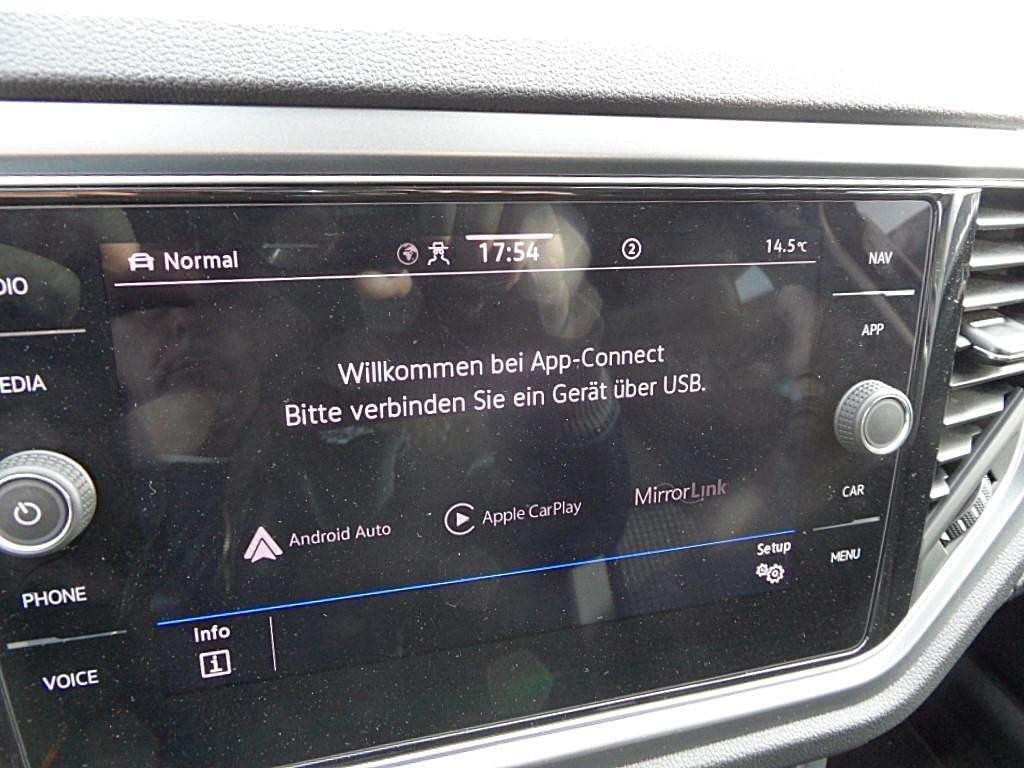 Normal
17:54
2
14.5°C
NAV
DIO
APP
EDIA
Willkommen bei App-Connect
Bitte verbinden Sie ein Gerät über USB.
CAR
Android Auto
Apple CarPlay
MirrorLink
MENU
PHONE
Setup
Info
VOICE